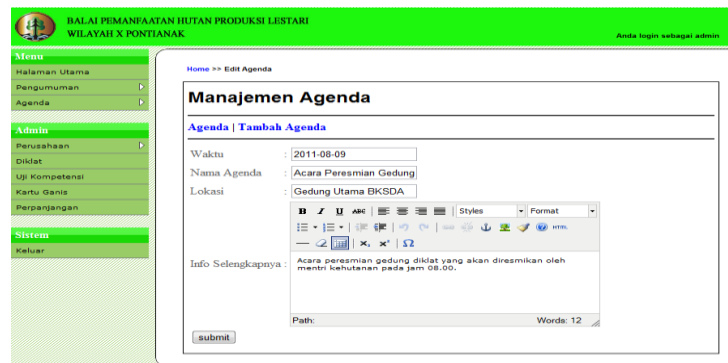 BALAI PEMANFAATAN HUTAN PRODUKSI LESTARI
WILAYAH X PONTIANAK
Anda login sebagai admin
Menu
Halaman Utama
Pengumuman
Agenda
Admin
Perusahaan
Diklat
Uji Kompetensi
Kartu Ganis
Perpanjangan
Sistem
Keluar
Home >> Edit Agenda
Manajemen Agenda
Agenda | Tambah Agenda
Waktu : 2011-08-09
Nama Agenda : Acara Peresmian Gedung
Lokasi : Gedung Utama BKSDA
B I U ABC Styles Format
HTML
x, x² Ω
Info Selengkapnya :
Acara peresmian gedung diklat yang akan diresmikan oleh
mentri kehutanan pada jam 08.00.
Path: Words: 12
submit